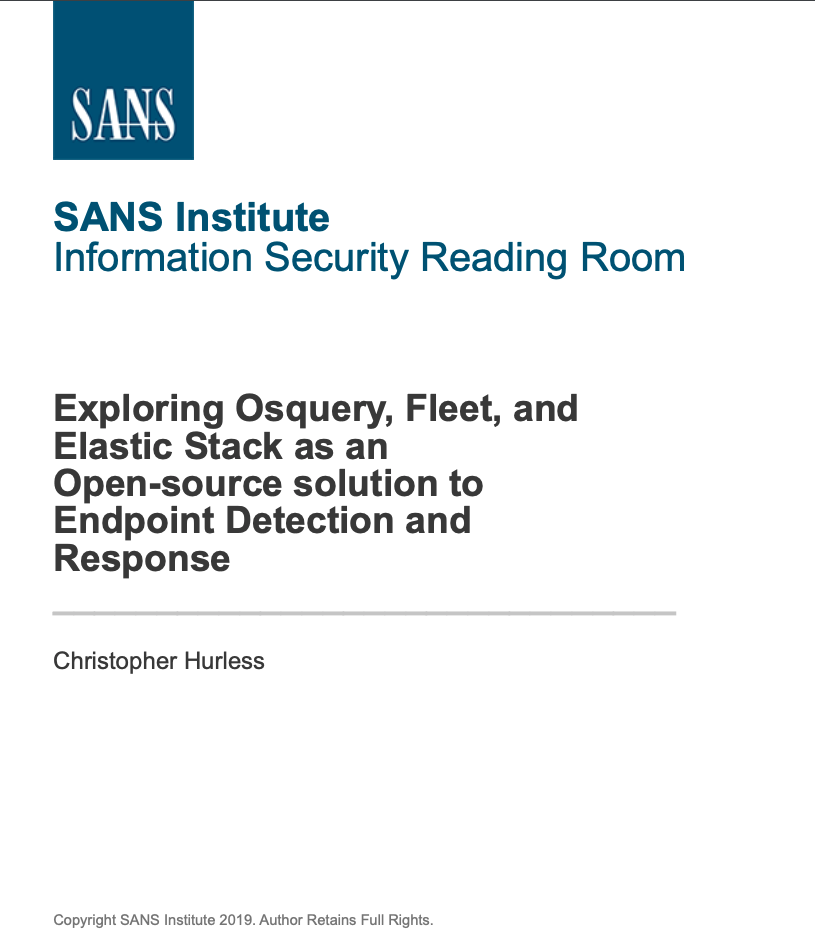 SANS
SANS Institute
Information Security Reading Room
Exploring Osquery, Fleet, and
Elastic Stack as an
Open-source solution to
Endpoint Detection and
Response
Christopher Hurless
Copyright SANS Institute 2019. Author Retains Full Rights.